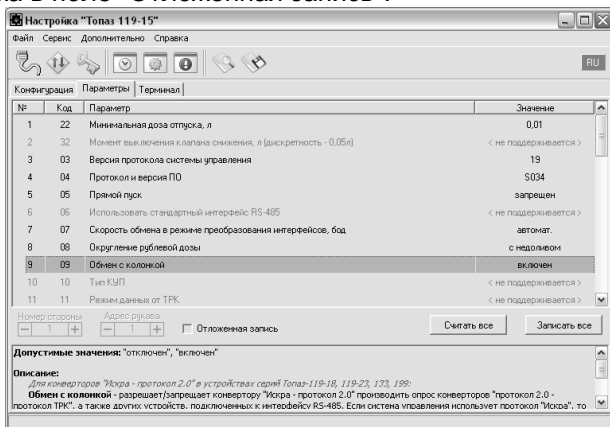 Настройка "Топаз 119-15"
Файл Сервис Дополнительно Справка
RU
Конфигурация Параметры Терминал
№ Код Параметр Значение
1 22 Минимальная доза отпуска, л 0,01
2 32 Момент выключения клапана снижения, л (дискретность - 0,05л) < не поддерживается >
3 03 Версия протокола системы управления 19
4 04 Протокол и версия ПО S034
5 05 Прямой пуск запрещен
6 06 Использовать стандартный интерфейс RS-485 < не поддерживается >
7 07 Скорость обмена в режиме преобразования интерфейсов, бод автомат.
8 08 Округление рублевой дозы с недоливом
9 09 Обмен с колонкой включен
10 10 Тип КУП < не поддерживается >
11 11 Режим данных от ТРК < не поддерживается >
Номер стороны Адрес рукава
1 1 Отложенная запись Считать все Записать все
Допустимые значения: "отключен", "включен"
Описание:
Для конверторов "Искра - протокол 2.0" в устройствах серий Топаз-119-18, 119-23, 133, 199:
Обмен с колонкой - разрешает/запрещает конвертору "Искра - протокол 2.0" производить опрос конверторов "протокол 2.0 -
протокол ТРК", а также других устройств, подключенных к интерфейсу RS-485. Если система управления использует протокол "Искра", то